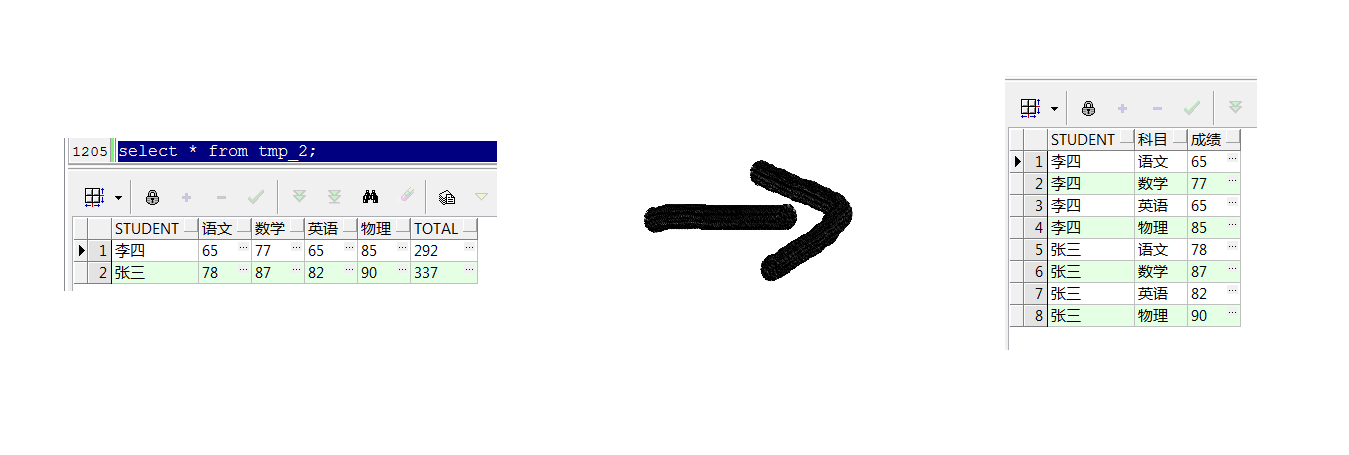 1205 select * from tmp_2;
STUDENT 语文 数学 英语 物理 TOTAL
1 李四 65 77 65 85 292
2 张三 78 87 82 90 337
STUDENT 科目 成绩
1 李四 语文 65
2 李四 数学 77
3 李四 英语 65
4 李四 物理 85
5 张三 语文 78
6 张三 数学 87
7 张三 英语 82
8 张三 物理 90